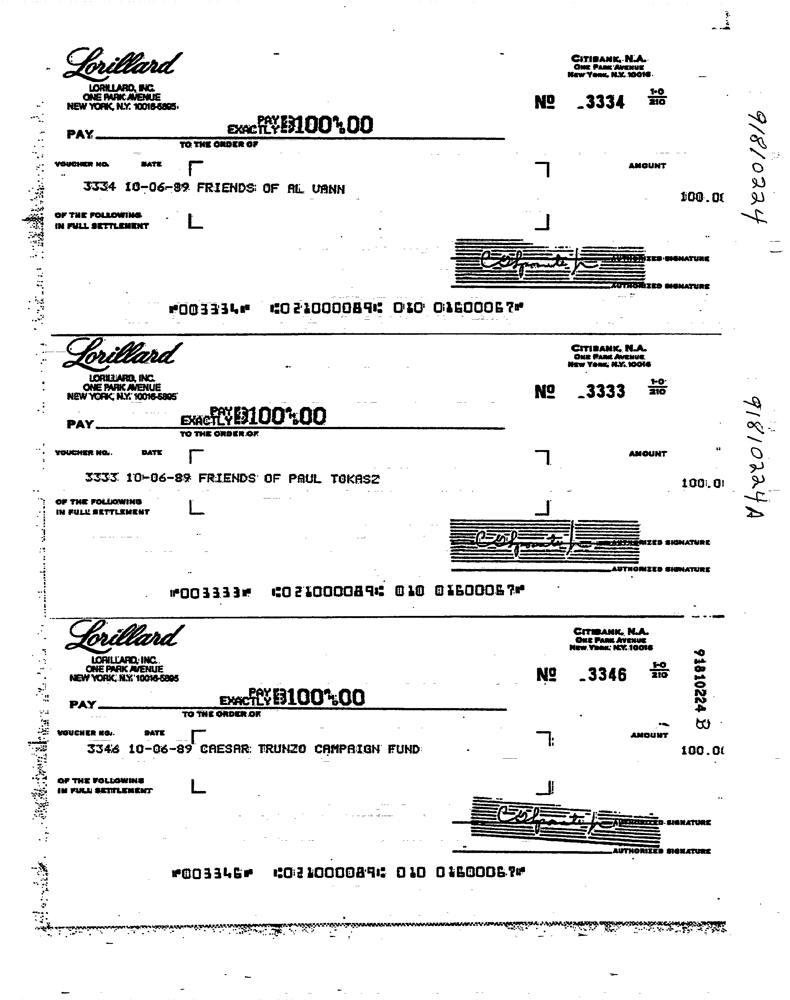 Lorillard
LORILLARD, INC.
ONE PARK AVENUE
NEW YORK, N.Y. 10016-5895
CITIBANK, N.A.
ONE PARK AVENUE
NEW YORK, N.Y. 10016
Nº 3334 1-0/210
PAY PAY EXACTLY $100 00
TO THE ORDER OF
VOUCHER NO. DATE AMOUNT
3334 10-06-89 FRIENDS OF AL VANN 100.0
OF THE FOLLOWING
IN FULL SETTLEMENT
AUTHORIZED SIGNATURE
AUTHORIZED SIGNATURE
⑈003334⑈ ⑆021000089⑆ 010 01600067⑈
91810224
Lorillard
LORILLARD, INC.
ONE PARK AVENUE
NEW YORK, N.Y. 10016-5895
CITIBANK, N.A.
ONE PARK AVENUE
NEW YORK, N.Y. 10016
Nº 3333 1-0/210
PAY PAY EXACTLY $100 00
TO THE ORDER OF
VOUCHER NO. DATE AMOUNT
3333 10-06-89 FRIENDS OF PAUL TOKASZ 100.0
OF THE FOLLOWING
IN FULL SETTLEMENT
AUTHORIZED SIGNATURE
AUTHORIZED SIGNATURE
⑈003333⑈ ⑆021000089⑆ 010 01600067⑈
91810224A
Lorillard
LORILLARD, INC.
ONE PARK AVENUE
NEW YORK, N.Y. 10016-5895
CITIBANK, N.A.
ONE PARK AVENUE
NEW YORK, N.Y. 10016
Nº 3346 1-0/210
PAY PAY EXACTLY $100 00
TO THE ORDER OF
VOUCHER NO. DATE AMOUNT
3346 10-06-89 CAESAR TRUNZO CAMPAIGN FUND 100.0
OF THE FOLLOWING
IN FULL SETTLEMENT
AUTHORIZED SIGNATURE
AUTHORIZED SIGNATURE
⑈003346⑈ ⑆021000089⑆ 010 01600067⑈
91810224 B